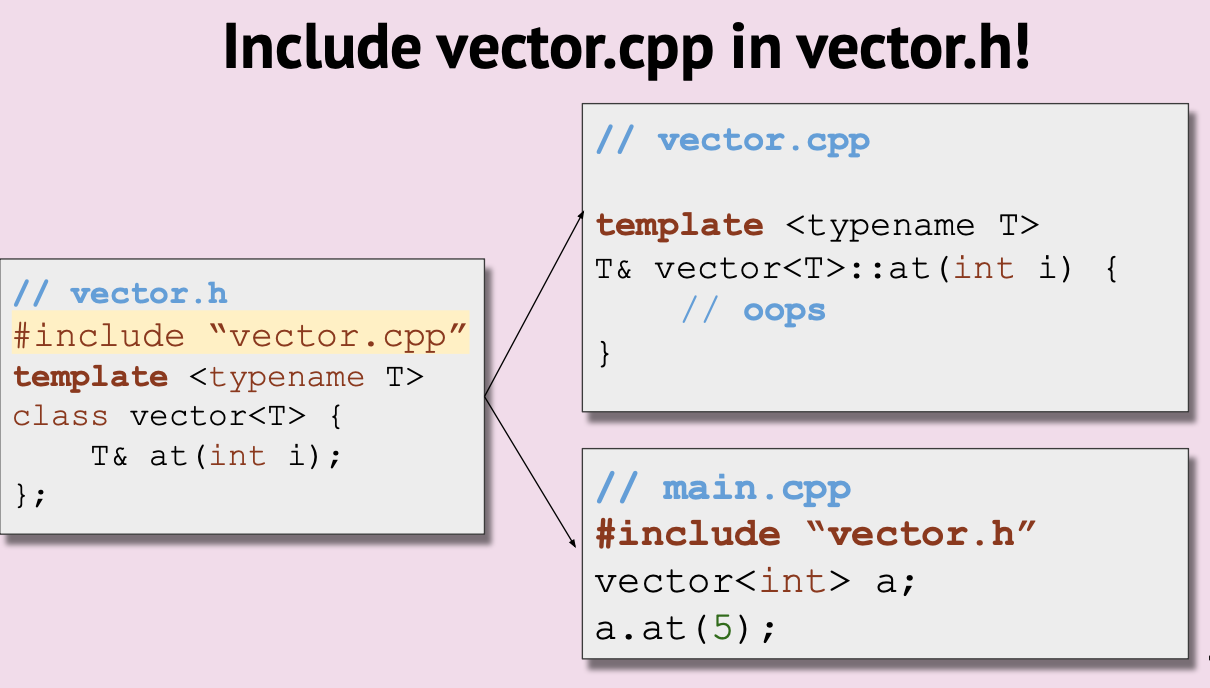 Include vector.cpp in vector.h!
// vector.h
#include “vector.cpp”
template <typename T>
class vector<T> {
T& at(int i);
};
// vector.cpp
template <typename T>
T& vector<T>::at(int i) {
// oops
}
// main.cpp
#include “vector.h”
vector<int> a;
a.at(5);